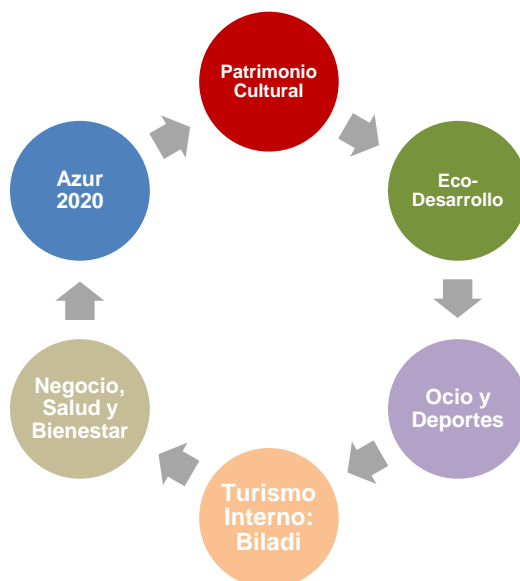 Patrimonio
Cultural
Eco-
Desarrollo
Ocio y
Deportes
Turismo
Interno:
Biladi
Negocio,
Salud y
Bienestar
Azur
2020